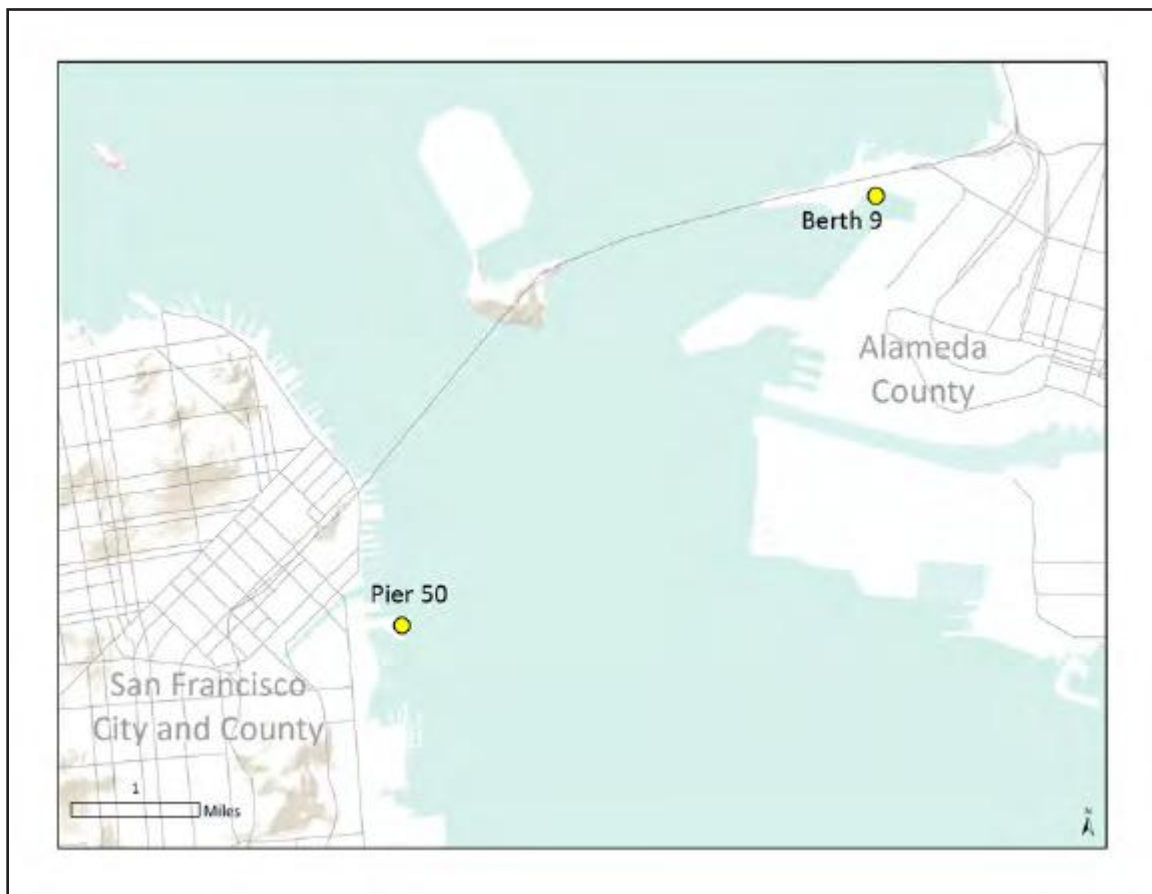 Berth 9
Alameda
County
Pier 50
San Francisco
City and County
1
Miles
N